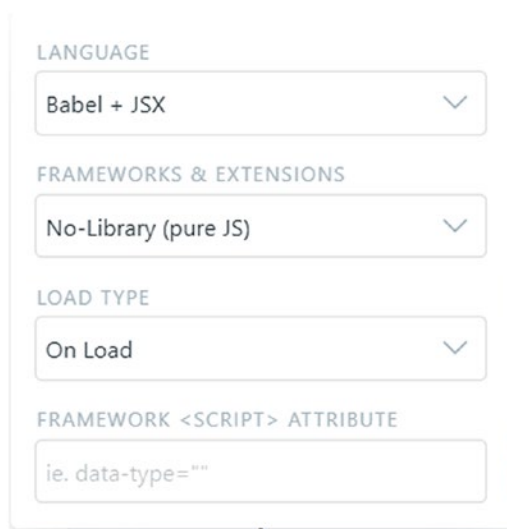 LANGUAGE
Babel + JSX
FRAMEWORKS & EXTENSIONS
No-Library (pure JS)
LOAD TYPE
On Load
FRAMEWORK <SCRIPT> ATTRIBUTE
ie. data-type=""